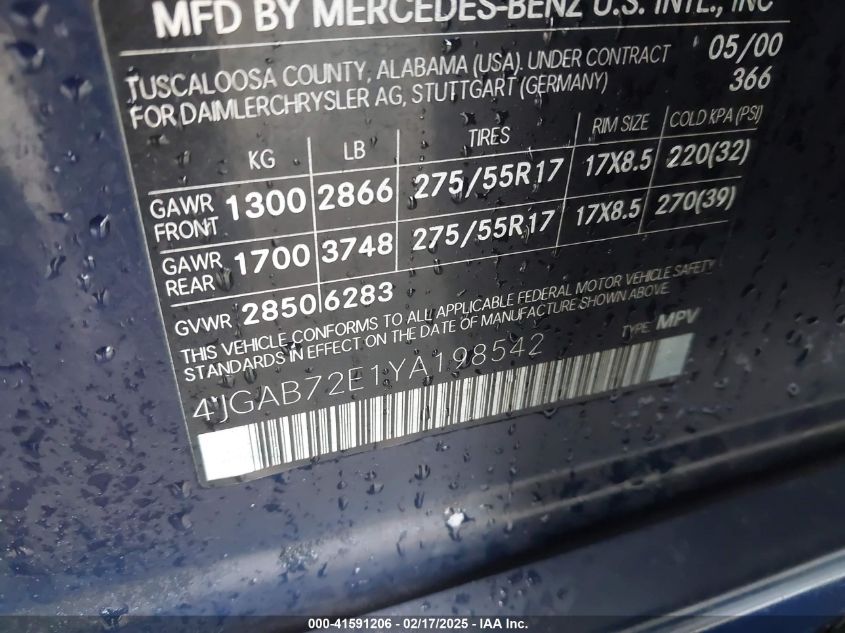 MFD BY MERCEDES-BENZ U.S. INTL., INC
TUSCALOOSA COUNTY, ALABAMA (USA). UNDER CONTRACT 05/00
FOR DAIMLERCHRYSLER AG, STUTTGART (GERMANY) 366
KG LB TIRES RIM SIZE COLD KPA (PSI)
GAWR FRONT 1300 2866 275/55R17 17X8.5 220(32)
GAWR REAR 1700 3748 275/55R17 17X8.5 270(39)
GVWR 2850 6283
THIS VEHICLE CONFORMS TO ALL APPLICABLE FEDERAL MOTOR VEHICLE SAFETY
STANDARDS IN EFFECT ON THE DATE OF MANUFACTURE SHOWN ABOVE.
4JGAB72E1YA198542 TYPE MPV
000-41591206 - 02/17/2025 - IAAI.com